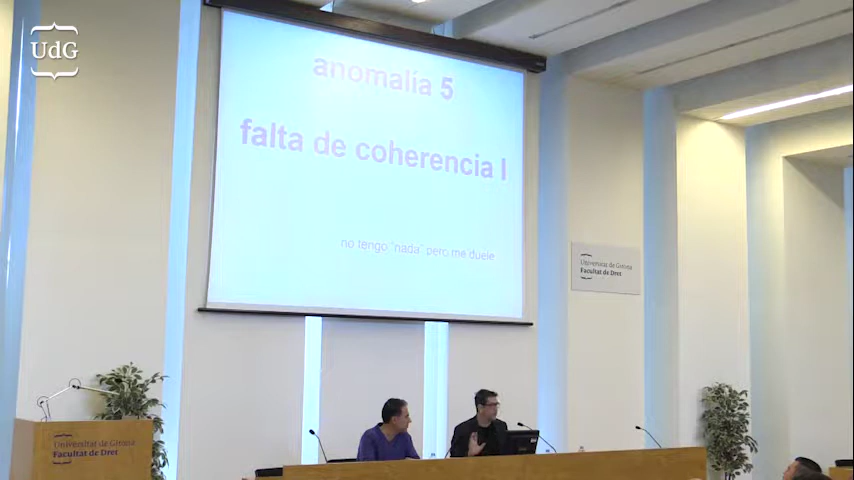 UdG
anomalía 5
falta de coherencia I
no tengo "nada" pero me duele
Universitat de Girona
Facultat de Dret
Universitat de Girona
Facultat de Dret